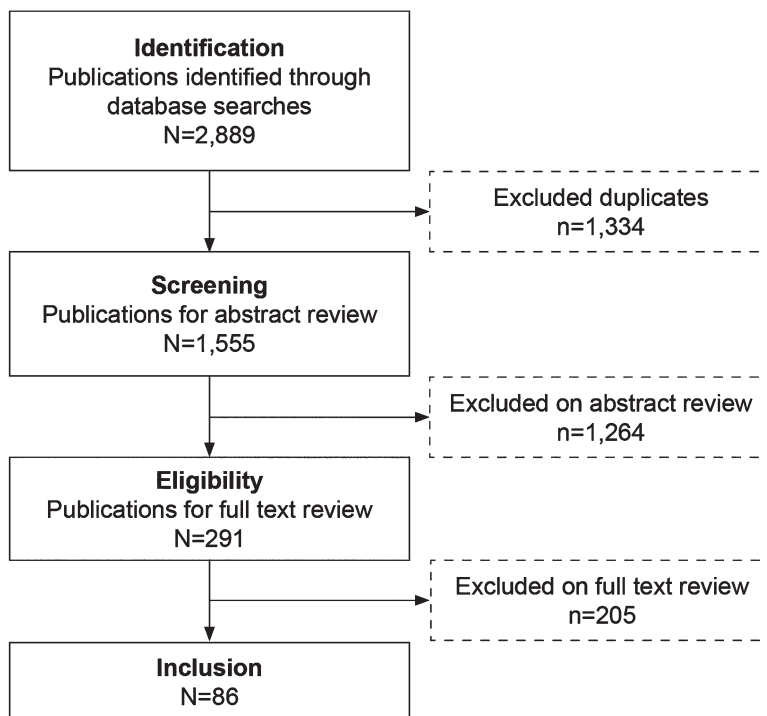 Identification
Publications identified through
database searches
N=2,889
Excluded duplicates
n=1,334
Screening
Publications for abstract review
N=1,555
Excluded on abstract review
n=1,264
Eligibility
Publications for full text review
N=291
Excluded on full text review
n=205
Inclusion
N=86